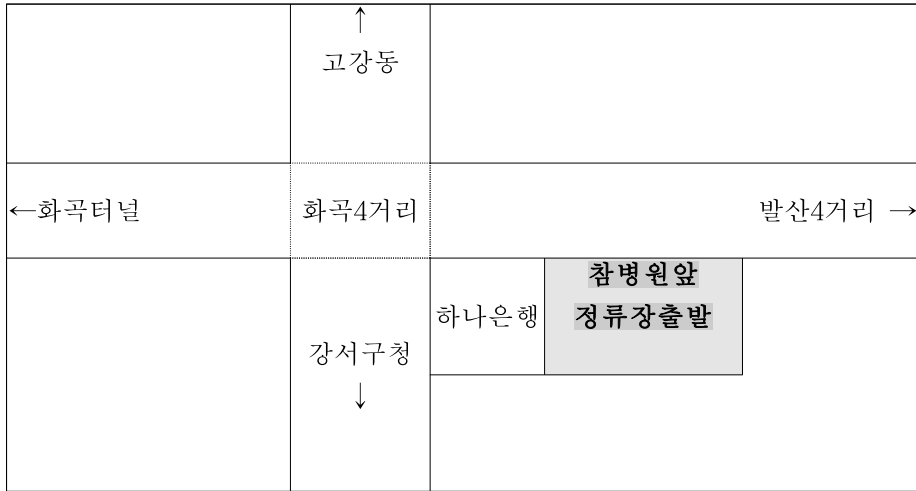 ↑
고강동
←화곡터널
화곡4거리
발산4거리 →
하나은행
참병원앞
정류장출발
강서구청
↓